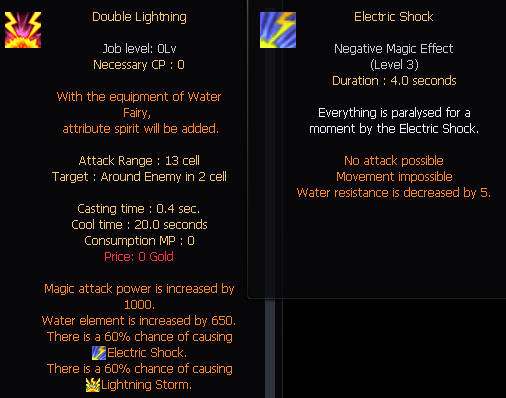 Double Lightning
Job level: 0Lv
Necessary CP : 0
With the equipment of Water
Fairy,
attribute spirit will be added.
Attack Range : 13 cell
Target : Around Enemy in 2 cell
Casting time : 0.4 sec.
Cool time : 20.0 seconds
Consumption MP : 0
Price: 0 Gold
Magic attack power is increased by
1000.
Water element is increased by 650.
There is a 60% chance of causing
Electric Shock.
There is a 60% chance of causing
Lightning Storm.
Electric Shock
Negative Magic Effect
(Level 3)
Duration : 4.0 seconds
Everything is paralysed for a
moment by the Electric Shock.
No attack possible
Movement impossible
Water resistance is decreased by 5.